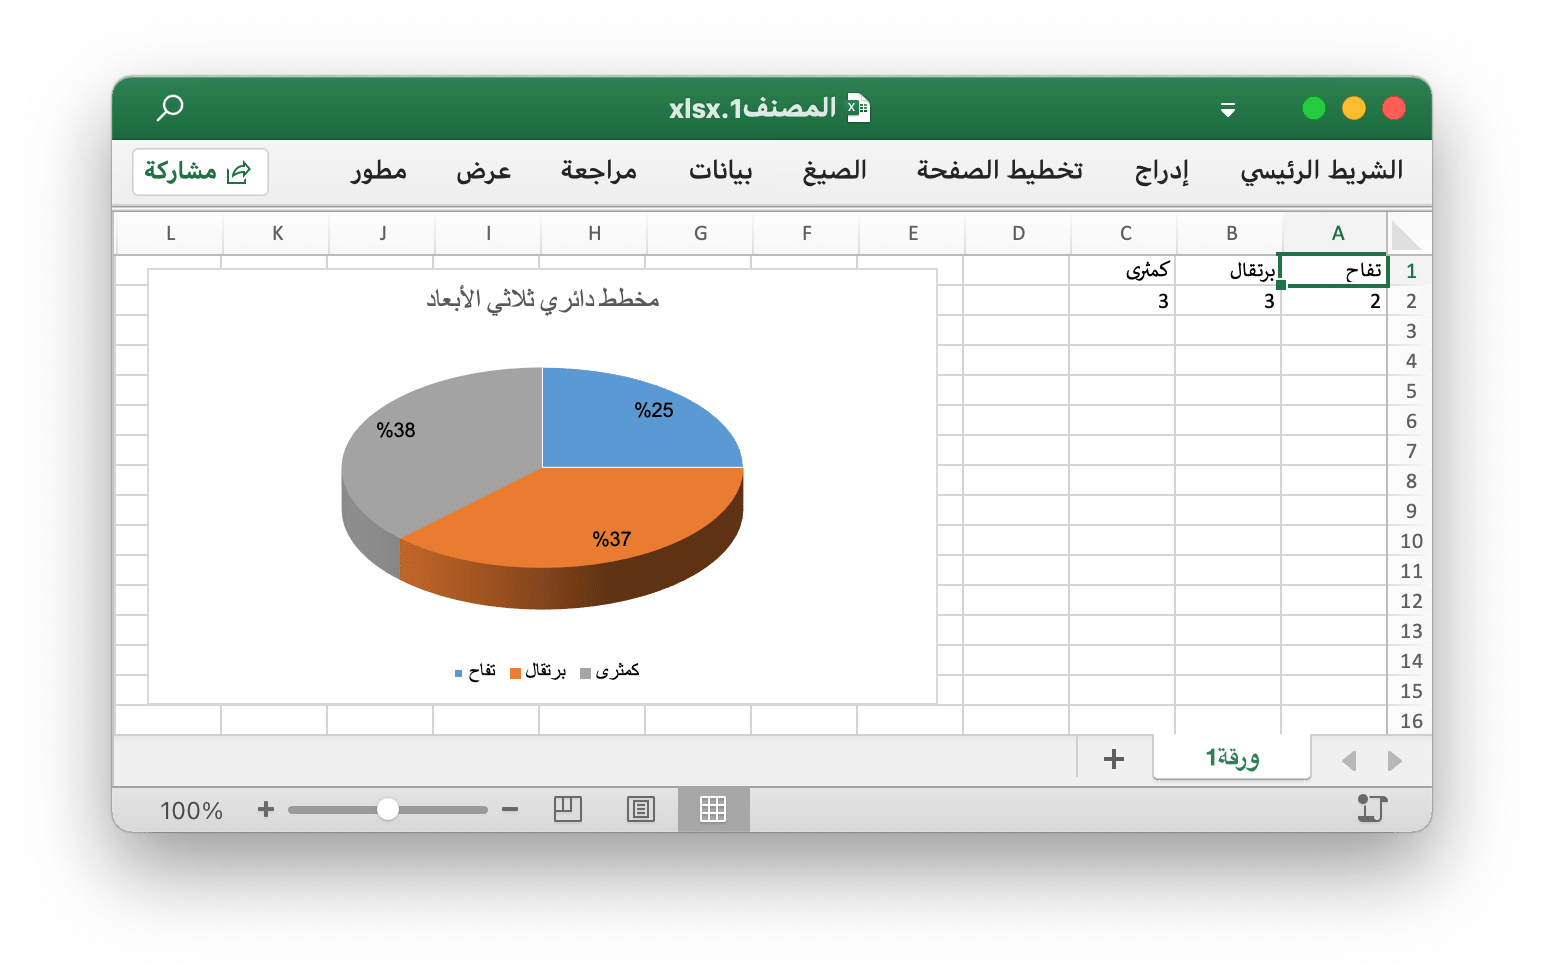 المصنف1.xlsx
الشريط الرئيسي إدراج تخطيط الصفحة الصيغ بيانات مراجعة عرض مطور مشاركة
A B C D E F G H I J K L
1 تفاح برتقال كمثرى
2 2 3 3
3
4
5
6
7
8
9
10
11
12
13
14
15
16
مخطط دائري ثلاثي الأبعاد
%25
%38
%37
تفاح برتقال كمثرى
ورقة1
100%